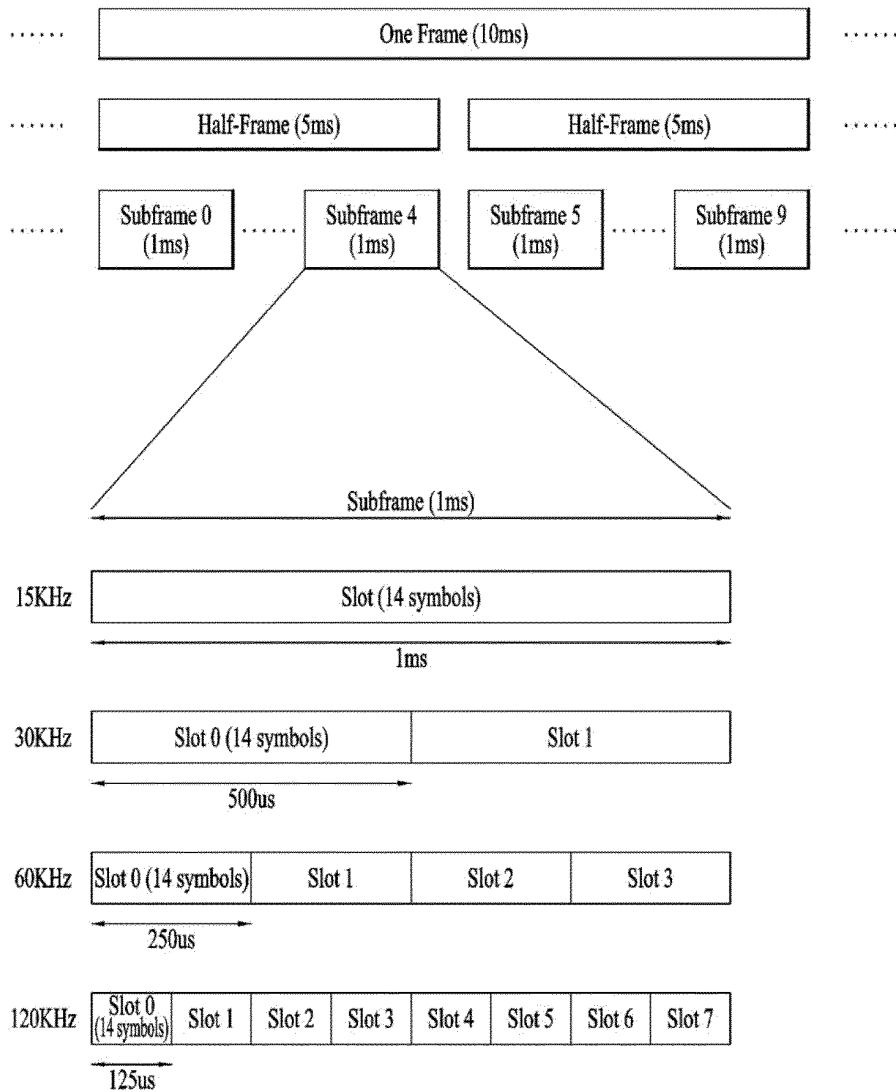 ...... One Frame (10ms) ......
...... Half-Frame (5ms) Half-Frame (5ms) ......
...... Subframe 0 (1ms) ...... Subframe 4 (1ms) Subframe 5 (1ms) ...... Subframe 9 (1ms) ......
Subframe (1ms)
15KHz Slot (14 symbols)
1ms
30KHz Slot 0 (14 symbols) Slot 1
500us
60KHz Slot 0 (14 symbols) Slot 1 Slot 2 Slot 3
250us
120KHz Slot 0 (14 symbols) Slot 1 Slot 2 Slot 3 Slot 4 Slot 5 Slot 6 Slot 7
125us